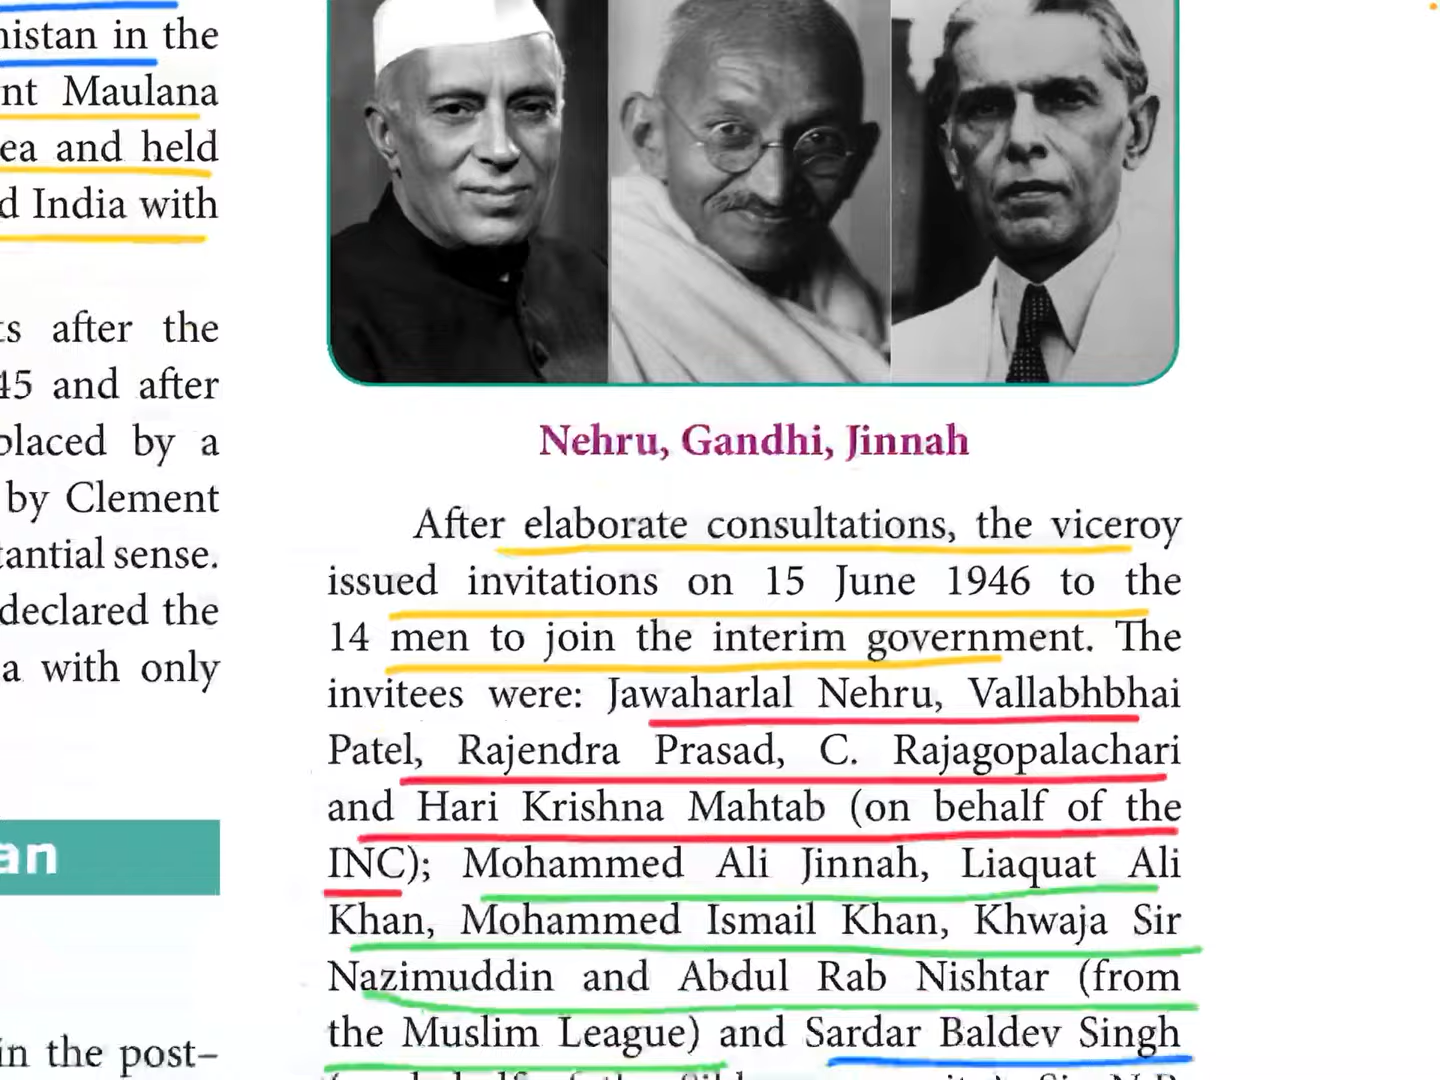 nistan in the
nt Maulana
ea and held
d India with
ts after the
45 and after
placed by a
by Clement
tantial sense.
declared the
a with only
an
in the post–
Nehru, Gandhi, Jinnah
After elaborate consultations, the viceroy
issued invitations on 15 June 1946 to the
14 men to join the interim government. The
invitees were: Jawaharlal Nehru, Vallabhbhai
Patel, Rajendra Prasad, C. Rajagopalachari
and Hari Krishna Mahtab (on behalf of the
INC); Mohammed Ali Jinnah, Liaquat Ali
Khan, Mohammed Ismail Khan, Khwaja Sir
Nazimuddin and Abdul Rab Nishtar (from
the Muslim League) and Sardar Baldev Singh